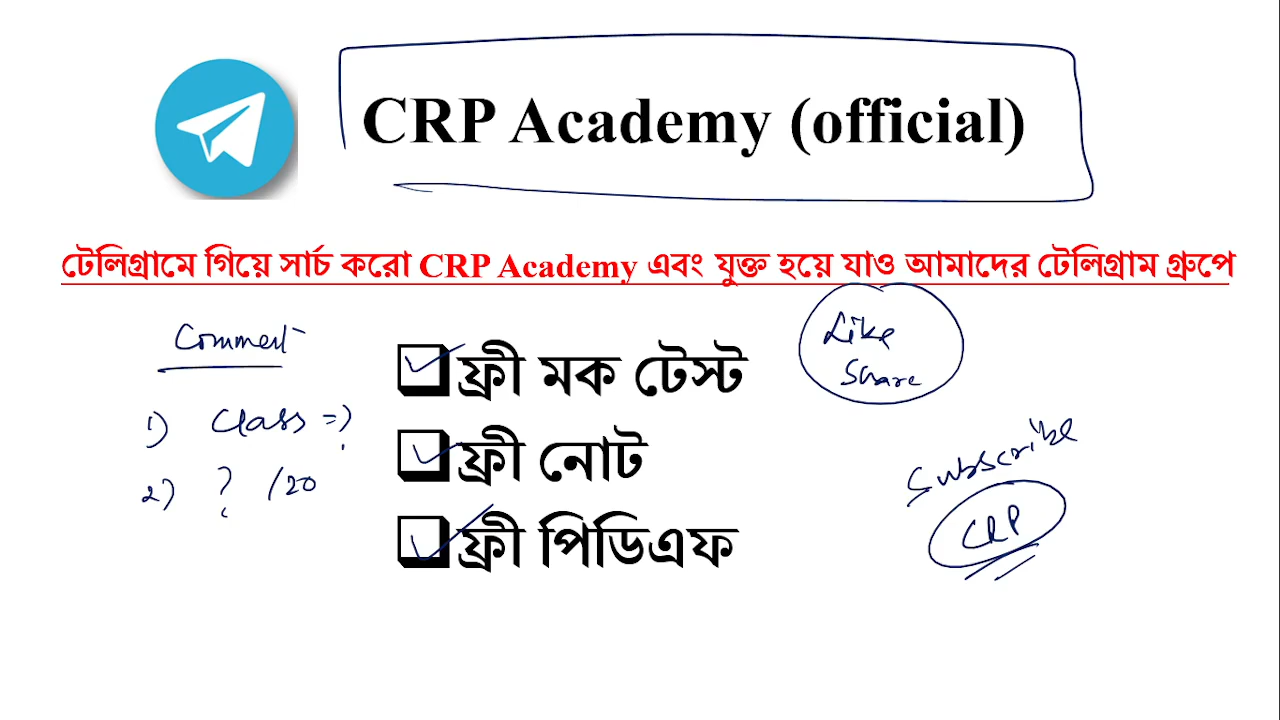 CRP Academy (official)
টেলিগ্রামে গিয়ে সার্চ করো CRP Academy এবং যুক্ত হয়ে যাও আমাদের টেলিগ্রাম গ্রুপে
Comment
1) Class => ?
2) ? /20
ফ্রী মক টেস্ট
ফ্রী নোট
ফ্রী পিডিএফ
Like
Share
Subscribe
CRP